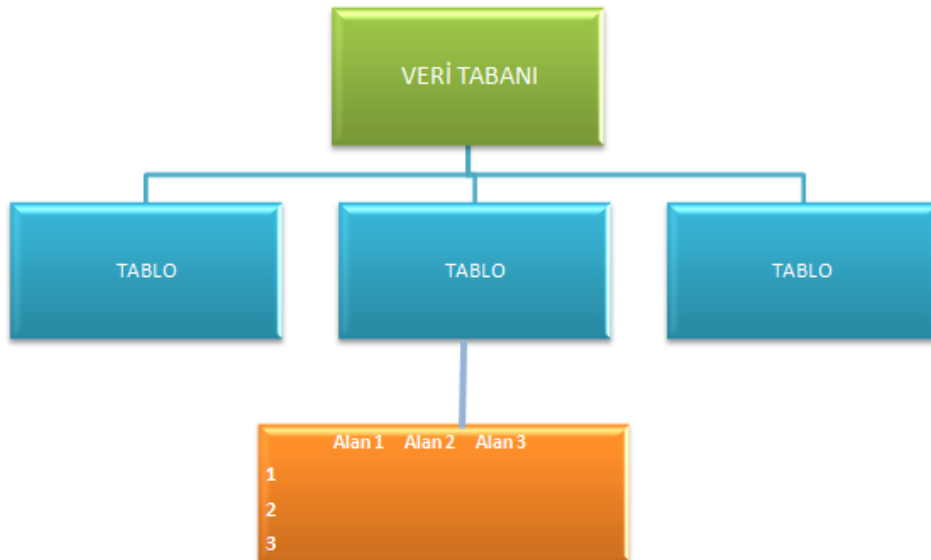 VERİ TABANI
TABLO TABLO TABLO
Alan 1 Alan 2 Alan 3
1
2
3